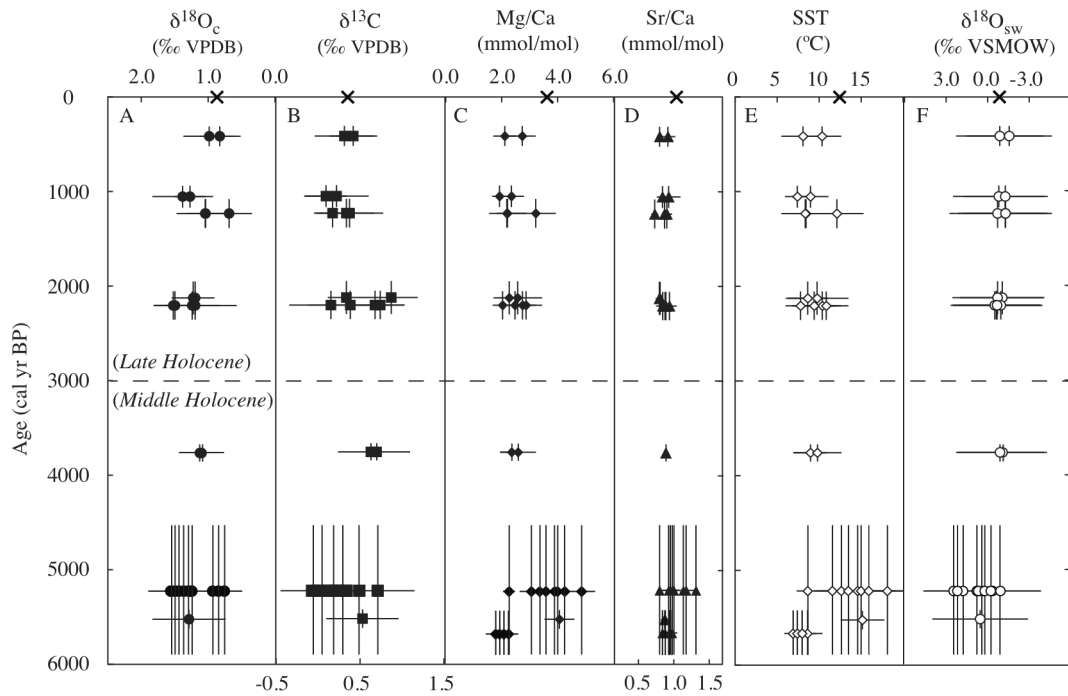 δ¹⁸Oc δ¹³C Mg/Ca Sr/Ca SST δ¹⁸Osw
(‰ VPDB) (‰ VPDB) (mmol/mol) (mmol/mol) (ºC) (‰ VSMOW)
2.0 1.0 0.0 0.0 2.0 4.0 6.0 0 5 10 15 3.0 0.0 -3.0
0
A B C D E F
1000
2000
(Late Holocene)
3000
(Middle Holocene)
4000
5000
6000
-0.5 0.5 1.5 0.5 1.0 1.5
Age (cal yr BP)